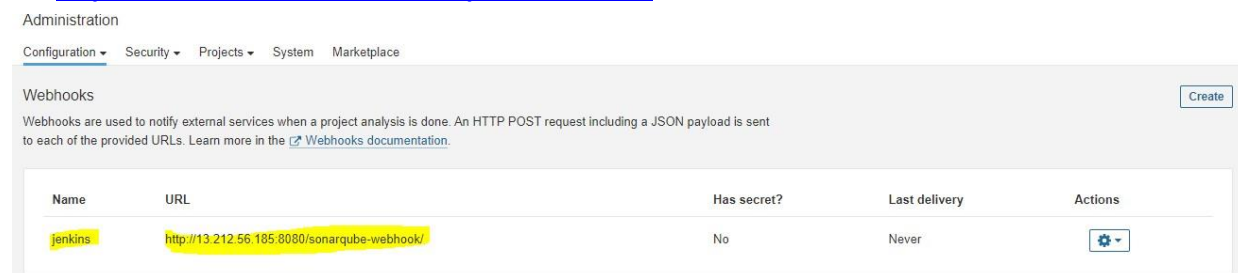 Administration
Configuration Security Projects System Marketplace
Webhooks
Create
Webhooks are used to notify external services when a project analysis is done. An HTTP POST request including a JSON payload is sent
to each of the provided URLs. Learn more in the Webhooks documentation.
Name URL Has secret? Last delivery Actions
jenkins http://13.212.56.185:8080/sonarqube-webhook/ No Never